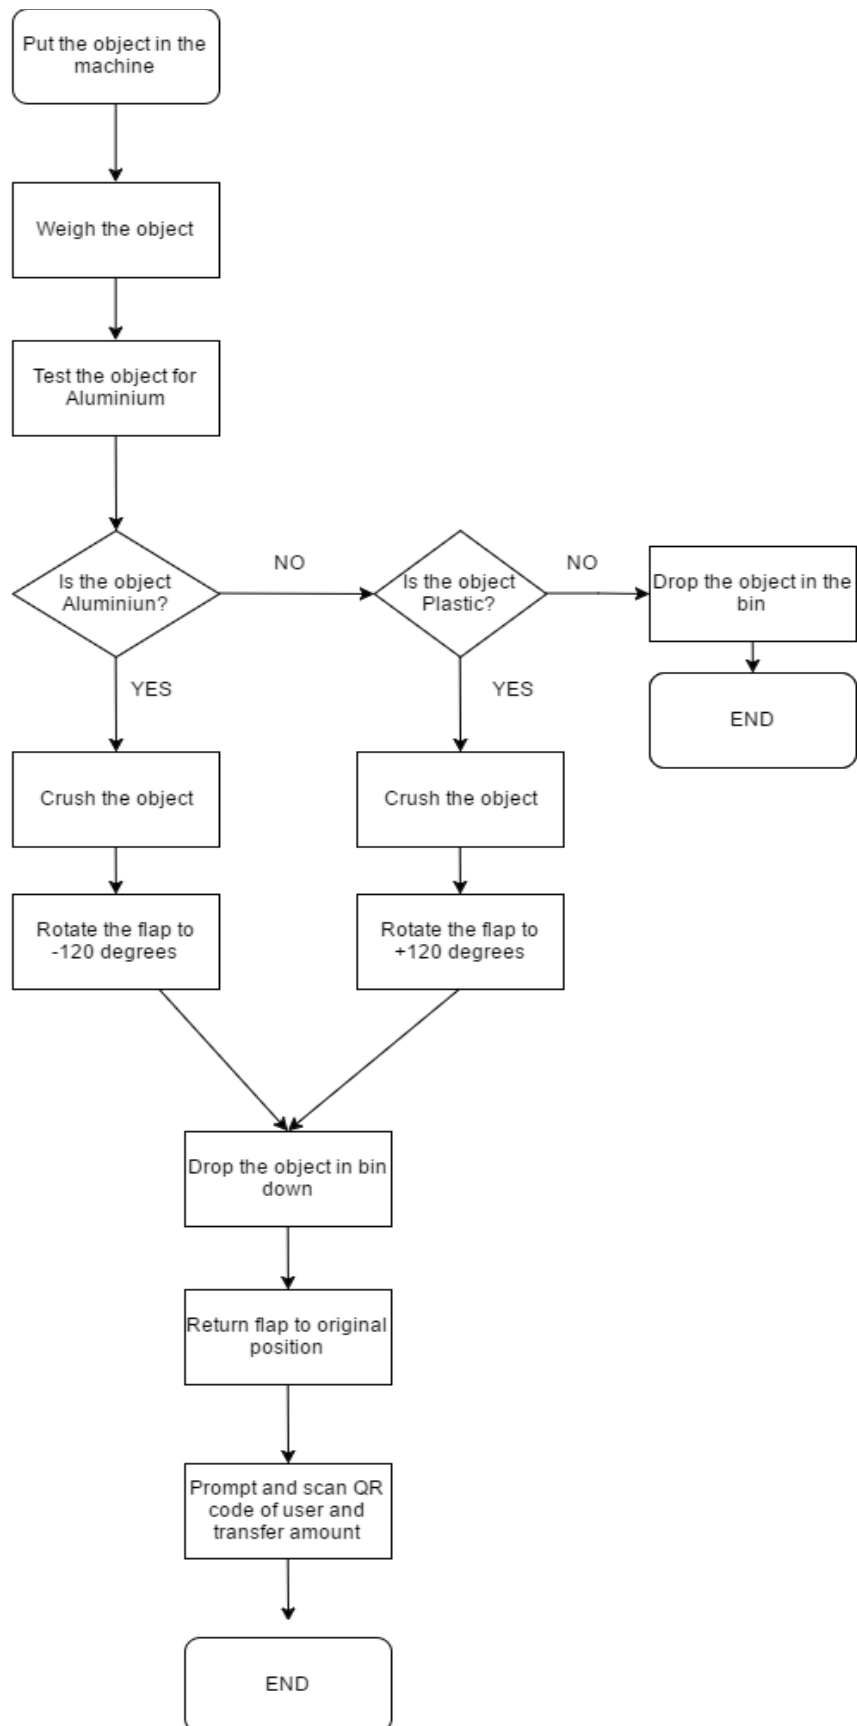 Put the object in the
machine
Weigh the object
Test the object for
Aluminium
Is the object
Aluminiun?
NO
Is the object
Plastic?
NO
Drop the object in the
bin
END
YES
YES
Crush the object
Crush the object
Rotate the flap to
-120 degrees
Rotate the flap to
+120 degrees
Drop the object in bin
down
Return flap to original
position
Prompt and scan QR
code of user and
transfer amount
END